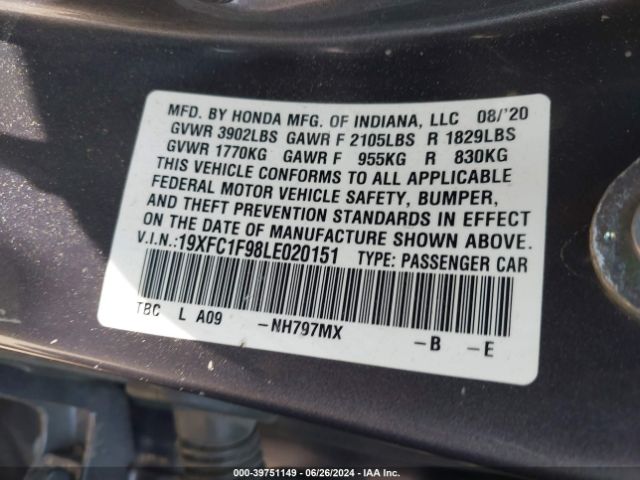 MFD. BY HONDA MFG. OF INDIANA, LLC 08/'20
GVWR 3902LBS GAWR F 2105LBS R 1829LBS
GVWR 1770KG GAWR F 955KG R 830KG
THIS VEHICLE CONFORMS TO ALL APPLICABLE
FEDERAL MOTOR VEHICLE SAFETY, BUMPER,
AND THEFT PREVENTION STANDARDS IN EFFECT
ON THE DATE OF MANUFACTURE SHOWN ABOVE.
V.I.N.:19XFC1F98LE020151 TYPE: PASSENGER CAR
TBC L A09 -NH797MX -B -E
000-39751149 - 06/26/2024 - IAA Inc.